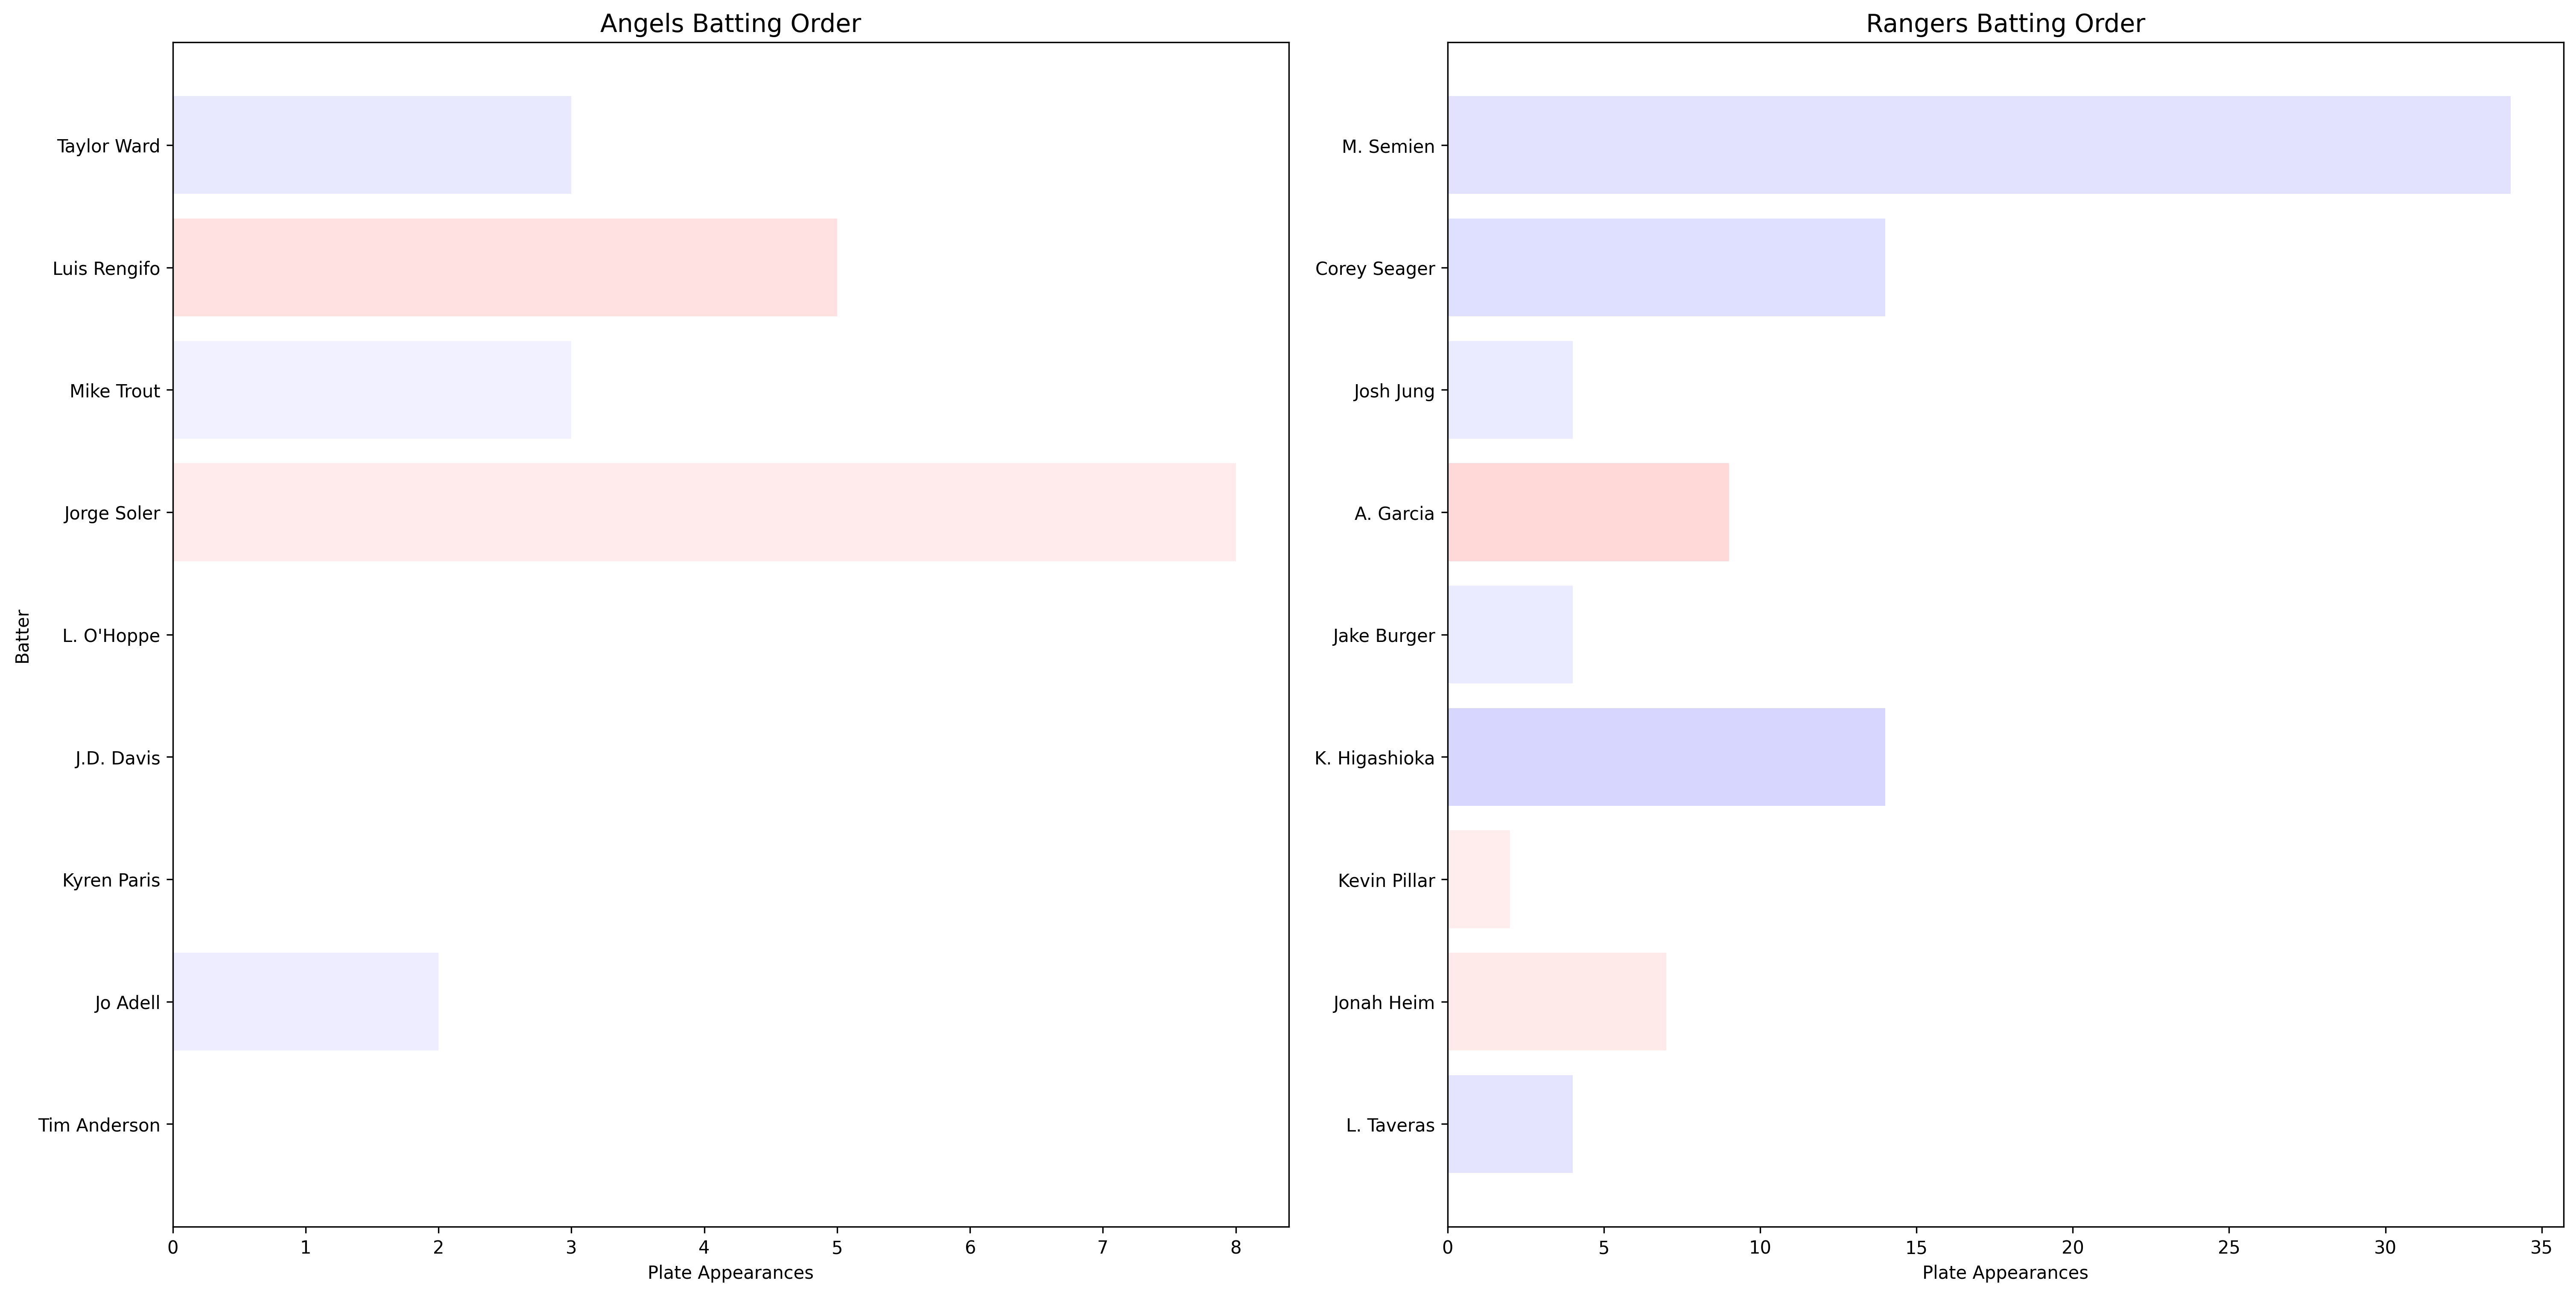 Angels Batting Order
Batter
Taylor Ward
Luis Rengifo
Mike Trout
Jorge Soler
L. O'Hoppe
J.D. Davis
Kyren Paris
Jo Adell
Tim Anderson
0 1 2 3 4 5 6 7 8
Plate Appearances
Rangers Batting Order
M. Semien
Corey Seager
Josh Jung
A. Garcia
Jake Burger
K. Higashioka
Kevin Pillar
Jonah Heim
L. Taveras
0 5 10 15 20 25 30 35
Plate Appearances